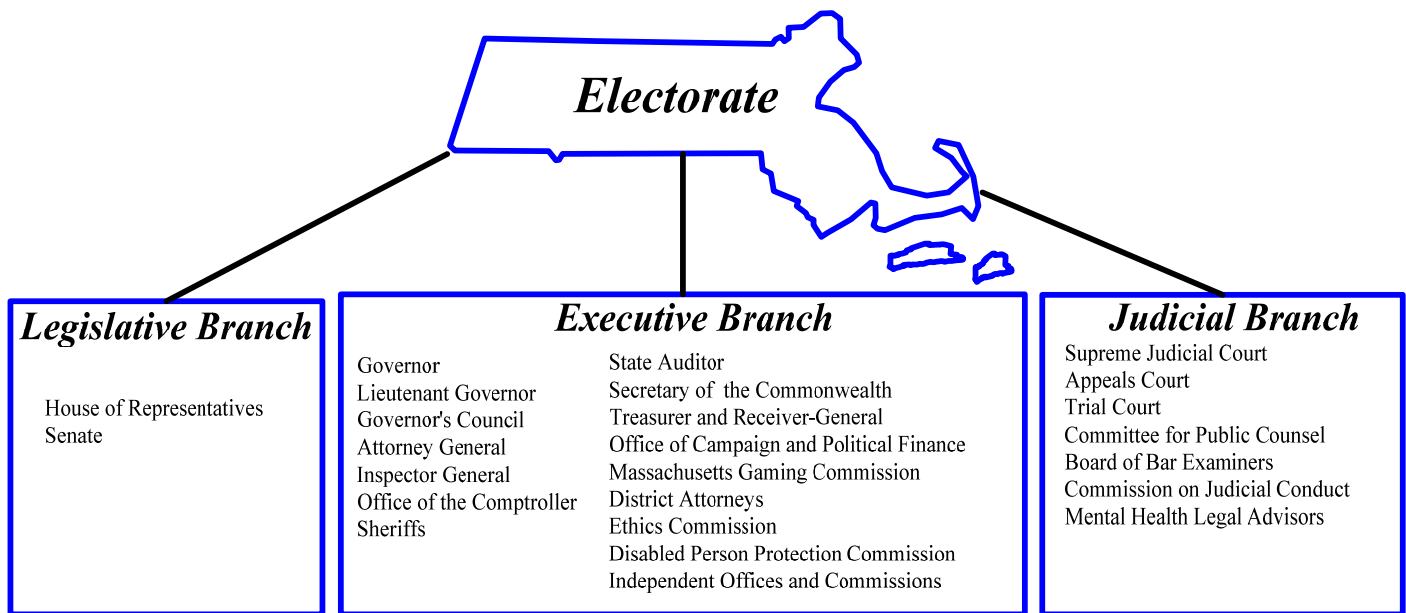 Electorate
Legislative Branch
House of Representatives
Senate
Executive Branch
Governor
Lieutenant Governor
Governor's Council
Attorney General
Inspector General
Office of the Comptroller
Sheriffs
State Auditor
Secretary of the Commonwealth
Treasurer and Receiver-General
Office of Campaign and Political Finance
Massachusetts Gaming Commission
District Attorneys
Ethics Commission
Disabled Person Protection Commission
Independent Offices and Commissions
Judicial Branch
Supreme Judicial Court
Appeals Court
Trial Court
Committee for Public Counsel
Board of Bar Examiners
Commission on Judicial Conduct
Mental Health Legal Advisors